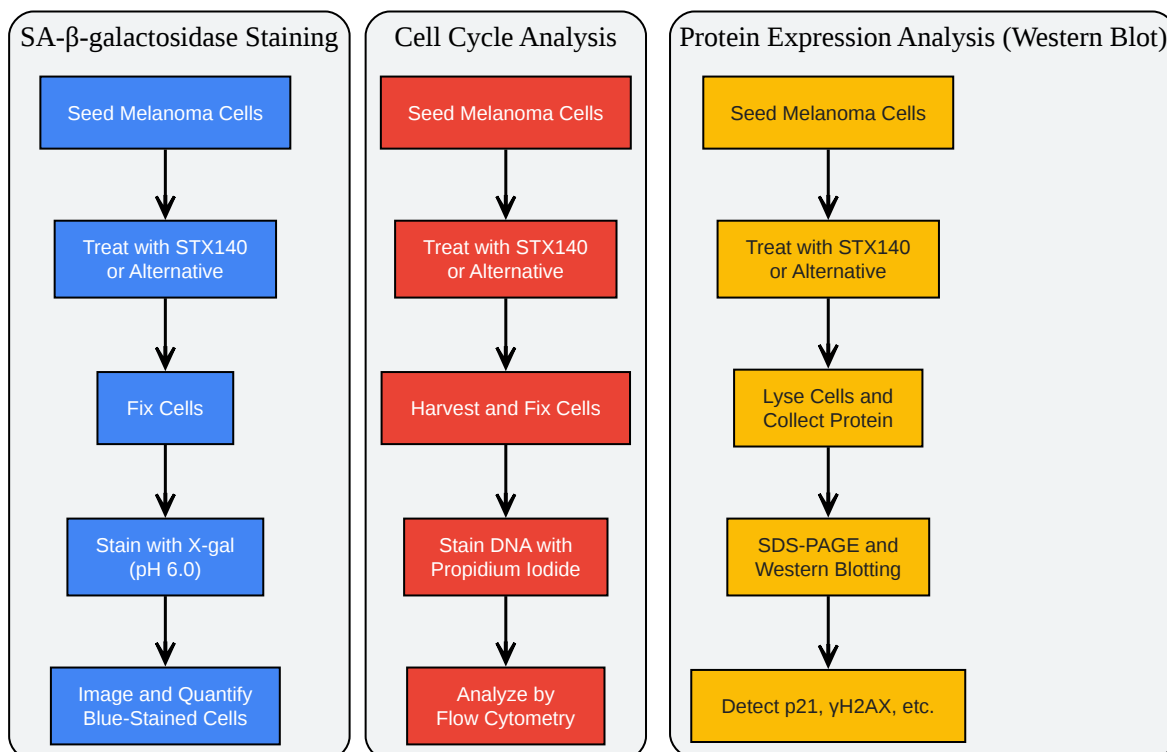 SA-β-galactosidase Staining
Seed Melanoma Cells
Treat with STX140
or Alternative
Fix Cells
Stain with X-gal
(pH 6.0)
Image and Quantify
Blue-Stained Cells
Cell Cycle Analysis
Seed Melanoma Cells
Treat with STX140
or Alternative
Harvest and Fix Cells
Stain DNA with
Propidium Iodide
Analyze by
Flow Cytometry
Protein Expression Analysis (Western Blot)
Seed Melanoma Cells
Treat with STX140
or Alternative
Lyse Cells and
Collect Protein
SDS-PAGE and
Western Blotting
Detect p21, γH2AX, etc.